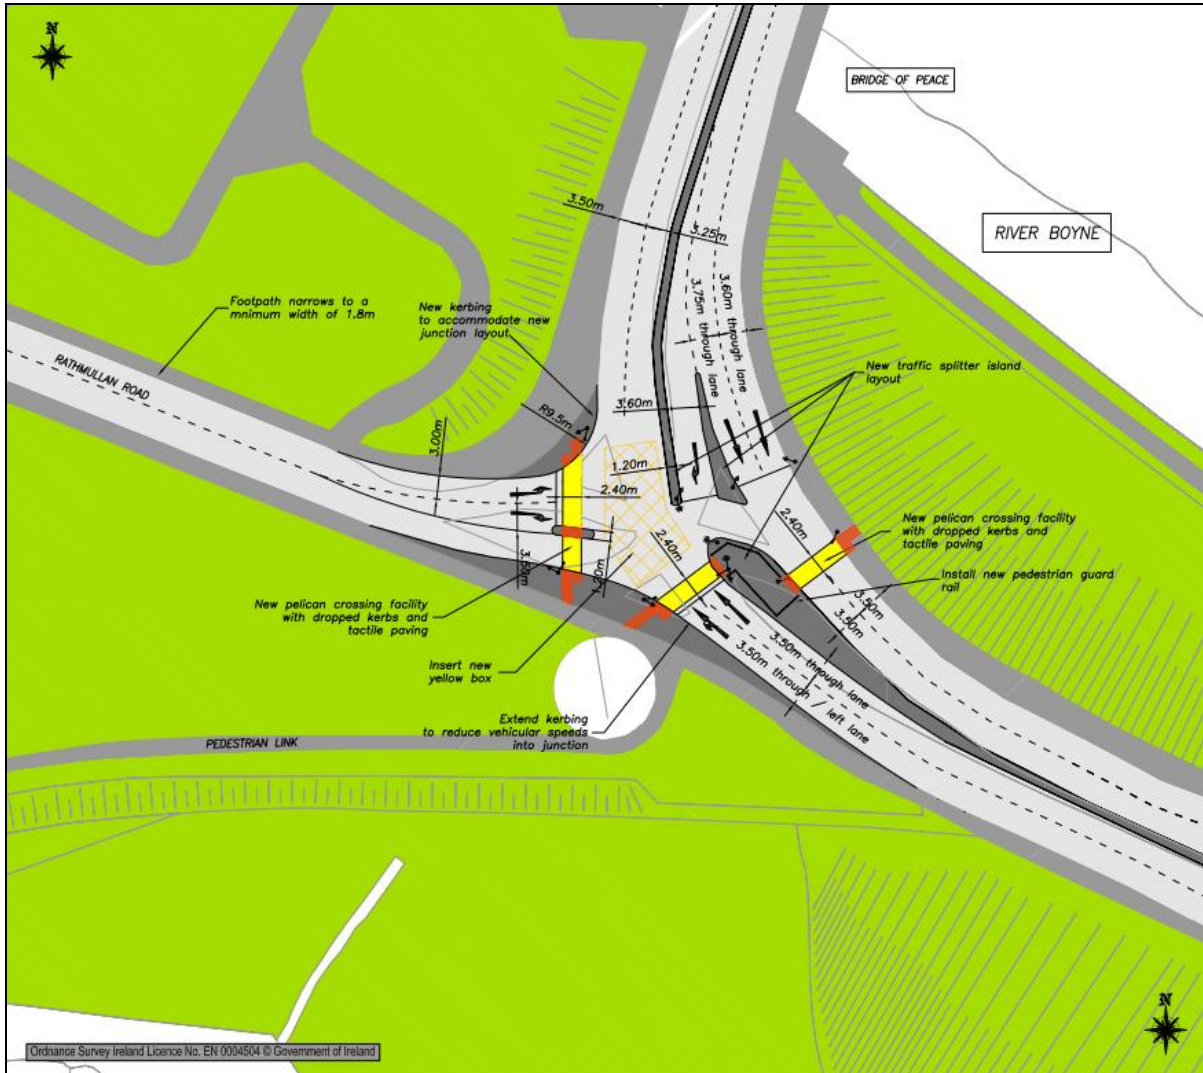 N
BRIDGE OF PEACE
RIVER BOYNE
3.50m
3.25m
3.75m through lane
3.60m through lane
Footpath narrows to a
mnimum width of 1.8m
New kerbing
to accommodate new
junction layout
RATHMULLAN ROAD
New traffic splitter island
layout
R9.5m
3.60m
3.00m
1.20m
2.40m
2.40m
2.40m
3.50m
1.20m
New pelican crossing facility
with dropped kerbs and
tactile paving
Install new pedestrian guard
rail
3.50m
3.50m
New pelican crossing facility
with dropped kerbs and
tactile paving
3.50m through lane
3.50m through / left lane
Insert new
yellow box
Extend kerbing
to reduce vehicular speeds
into junction
PEDESTRIAN LINK
N
Ordnance Survey Ireland Licence No. EN 0004504 © Government of Ireland